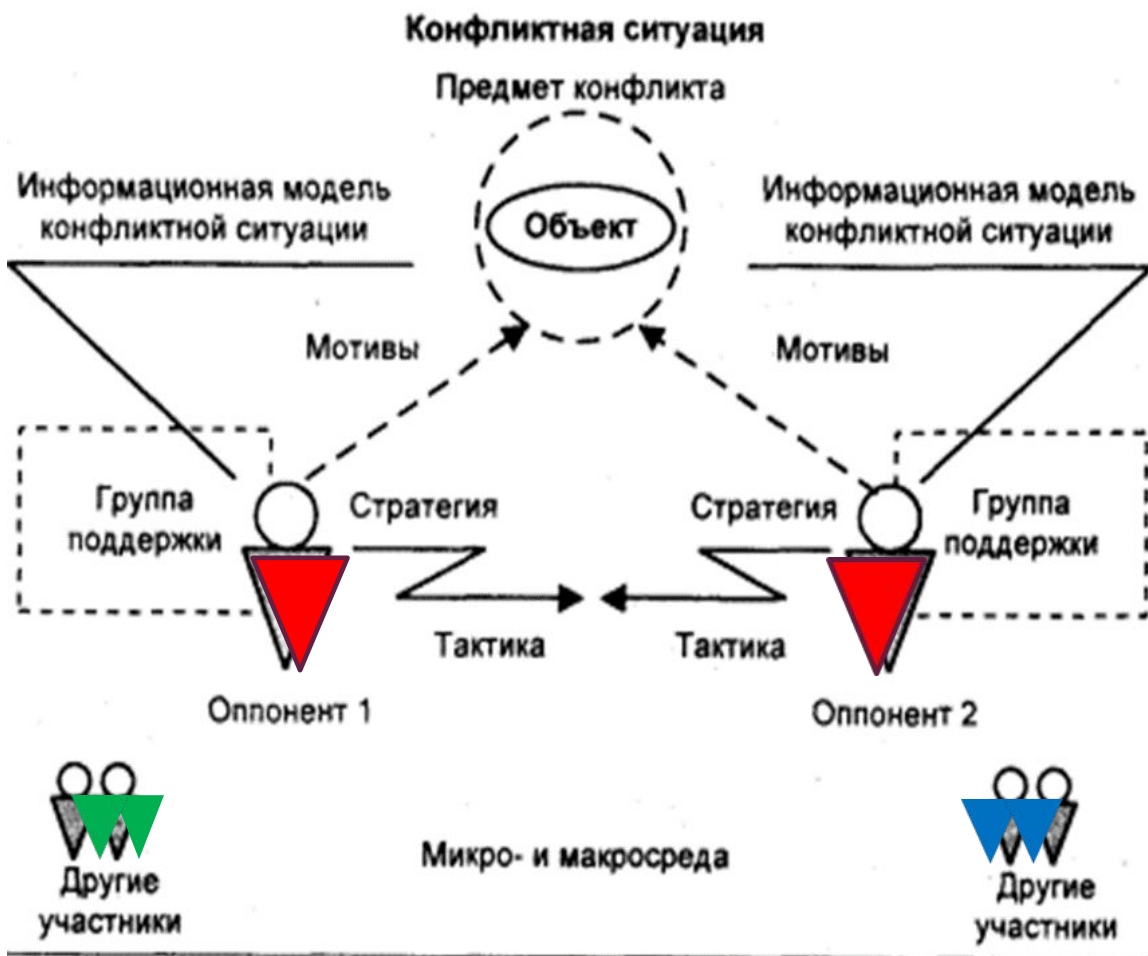 Конфликтная ситуация
Предмет конфликта
Информационная модель
конфликтной ситуации
Объект
Информационная модель
конфликтной ситуации
Мотивы
Мотивы
Группа
поддержки
Стратегия
Стратегия
Группа
поддержки
Тактика
Тактика
Оппонент 1
Оппонент 2
Микро- и макросреда
Другие
участники
Другие
участники